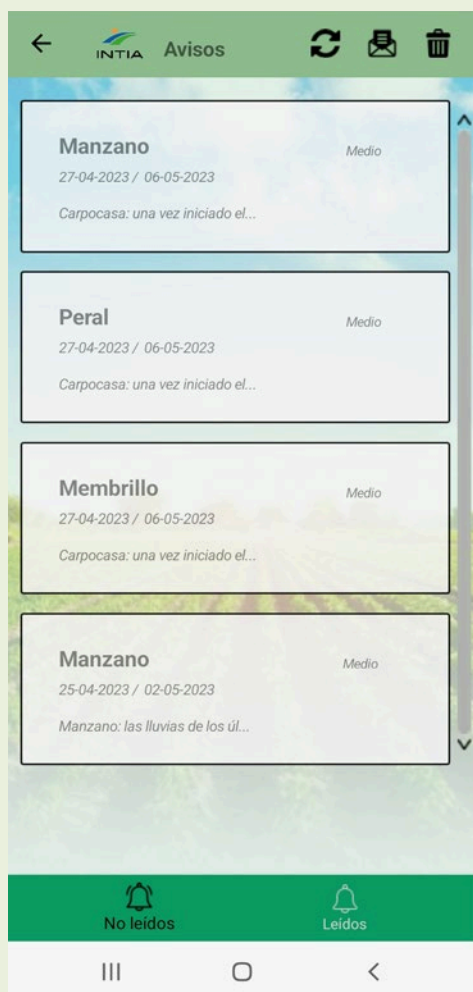 INTIA Avisos
Manzano Medio
27-04-2023 / 06-05-2023
Carpocasa: una vez iniciado el...
Peral Medio
27-04-2023 / 06-05-2023
Carpocasa: una vez iniciado el...
Membrillo Medio
27-04-2023 / 06-05-2023
Carpocasa: una vez iniciado el...
Manzano Medio
25-04-2023 / 02-05-2023
Manzano: las lluvias de los úl...
No leídos Leídos